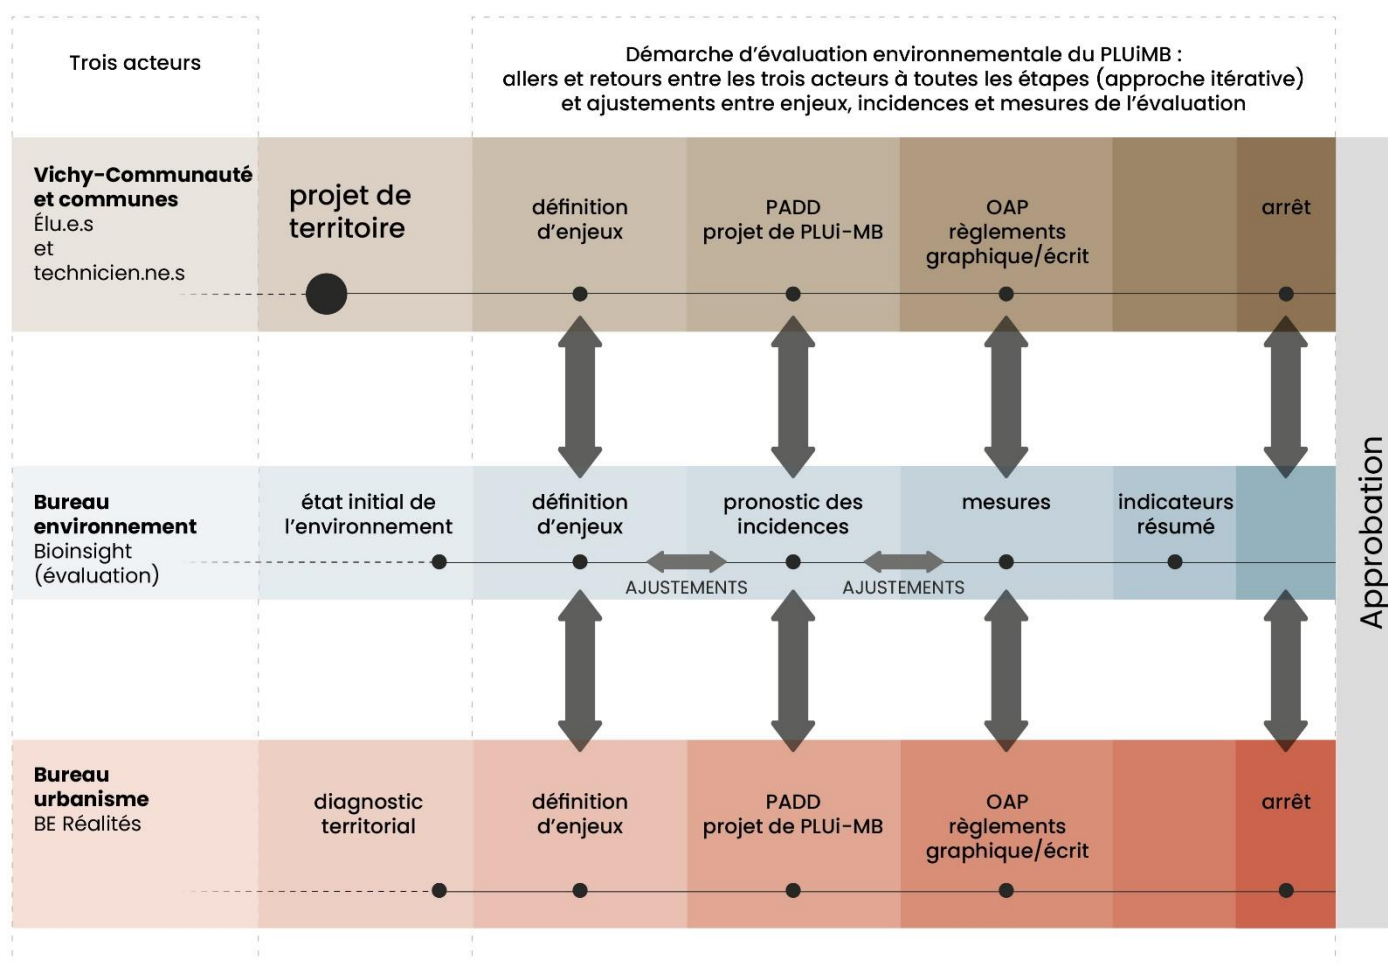 Trois acteurs
Démarche d'évaluation environnementale du PLUiMB :
allers et retours entre les trois acteurs à toutes les étapes (approche itérative)
et ajustements entre enjeux, incidences et mesures de l'évaluation
Vichy-Communauté
et communes
Élu.e.s
et
technicien.ne.s
projet de
territoire
définition
d'enjeux
PADD
projet de PLUi-MB
OAP
règlements
graphique/écrit
arrêt
Bureau
environnement
Bioinsight
(évaluation)
état initial de
l'environnement
définition
d'enjeux
pronostic des
incidences
mesures
indicateurs
résumé
AJUSTEMENTS
AJUSTEMENTS
Bureau
urbanisme
BE Réalités
diagnostic
territorial
définition
d'enjeux
PADD
projet de PLUi-MB
OAP
règlements
graphique/écrit
arrêt
Approbation